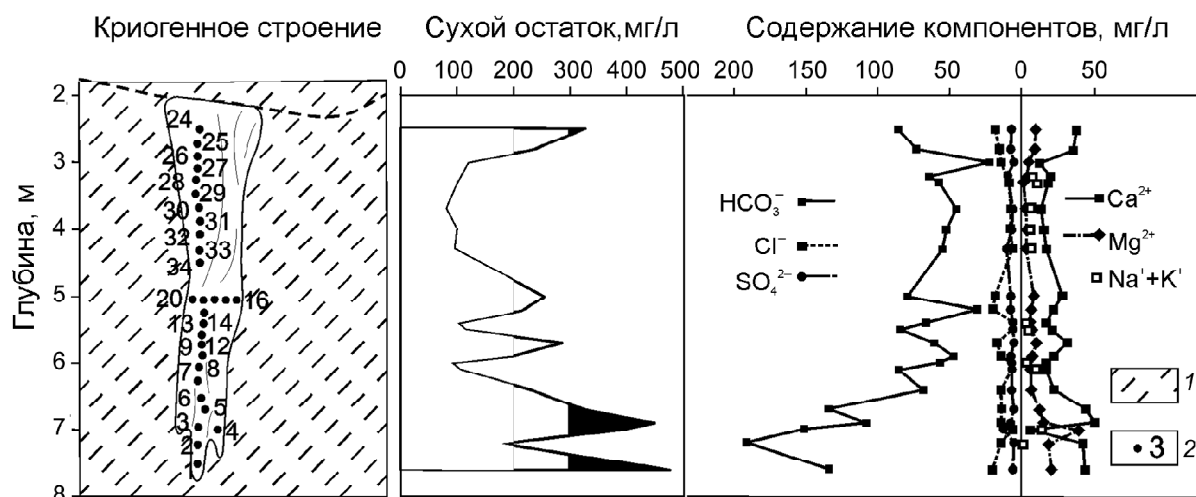 Криогенное строение
Сухой остаток,мг/л
Содержание компонентов, мг/л
0 100 200 300 400 500
200 150 100 50 0 50
Глубина, м
2
3
4
5
6
7
8
24
25
26
27
28
29
30
31
32
33
34
20 16
13 14
9 12
7 8
6 5
3 4
2
HCO₃⁻
Cl⁻
SO₄²⁻
Ca²⁺
Mg²⁺
Na'+K'
1
3 2